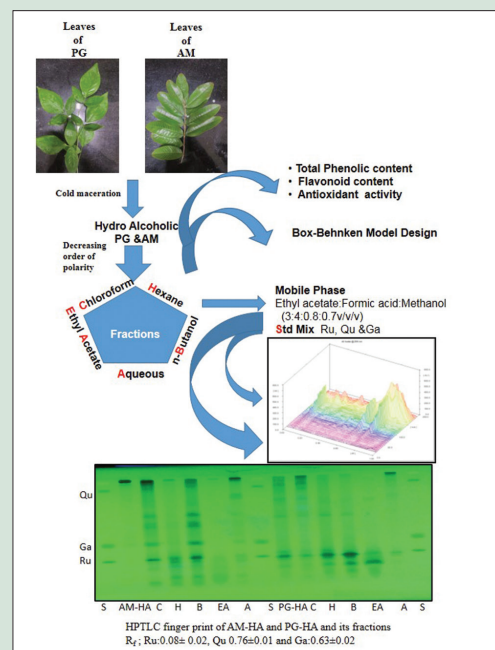 Leaves
of
PG
Leaves
of
AM
Cold maceration
Hydro Alcoholic
PG &AM
Decreasing
order of
polarity
• Total Phenolic content
• Flavonoid content
• Antioxidant activity
Box-Behnken Model Design
Chloroform
Hexane
Ethyl Acetate
Fractions
n-Butanol
Aqueous
Mobile Phase
Ethyl acetate:Formic acid:Methanol
(3:4:0.8:0.7v/v/v)
Std Mix Ru, Qu &Ga
Qu
Ga
Ru
S AM-HA C H B EA A S PG-HA C H B EA A S
HPTLC finger print of AM-HA and PG-HA and its fractions
Rf ; Ru:0.08± 0.02, Qu 0.76±0.01 and Ga:0.63±0.02